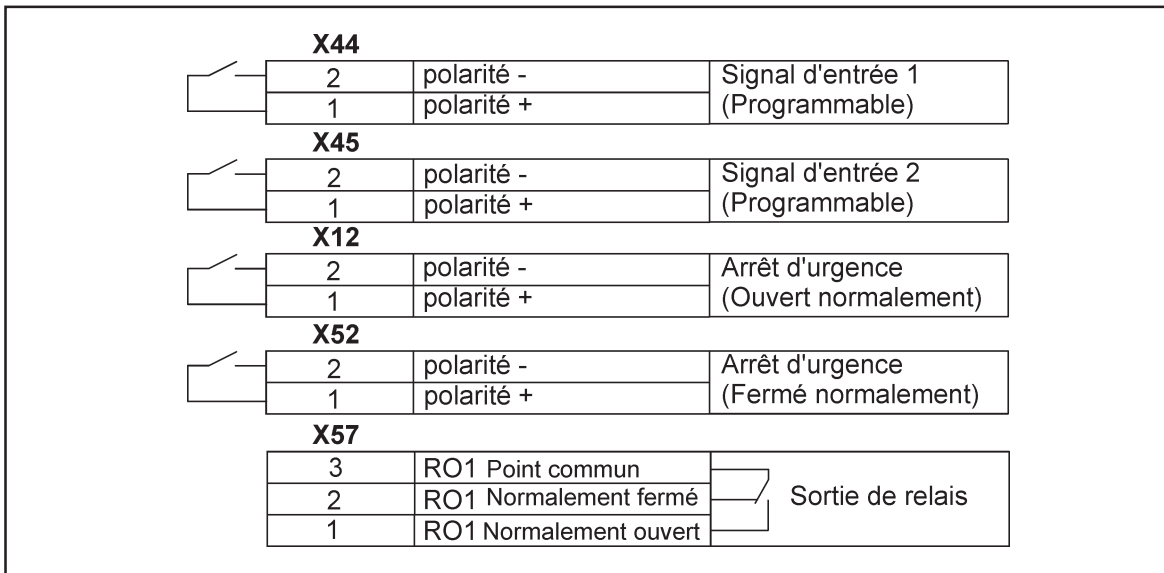 X44
2 polarité - Signal d'entrée 1
1 polarité + (Programmable)
X45
2 polarité - Signal d'entrée 2
1 polarité + (Programmable)
X12
2 polarité - Arrêt d'urgence
1 polarité + (Ouvert normalement)
X52
2 polarité - Arrêt d'urgence
1 polarité + (Fermé normalement)
X57
3 RO1 Point commun
2 RO1 Normalement fermé Sortie de relais
1 RO1 Normalement ouvert